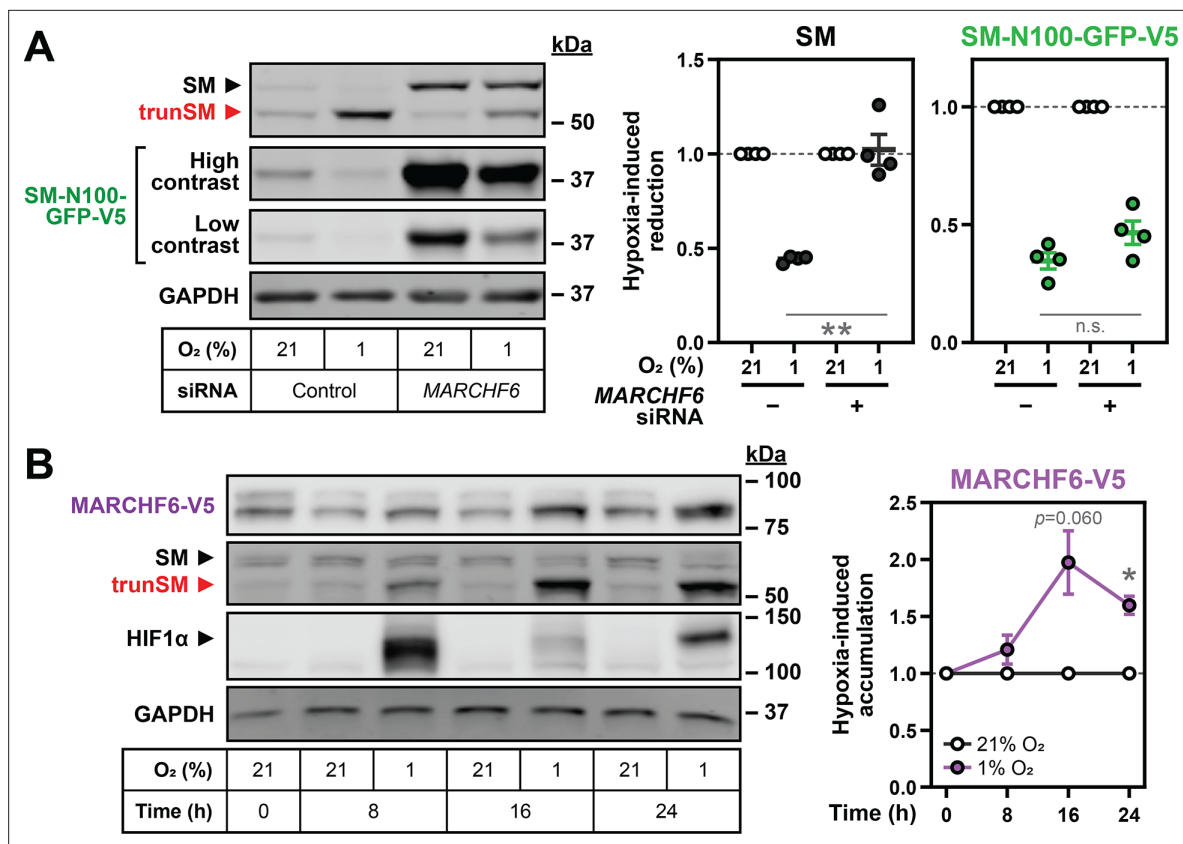 A
kDa
SM ►
trunSM ►
50
SM-N100-
GFP-V5
High
contrast
37
Low
contrast
37
GAPDH
37
O₂ (%) 21 1 21 1
siRNA Control MARCHF6
SM
Hypoxia-induced
reduction
1.5
1.0
0.5
0.0
**
O₂ (%) 21 1 21 1
MARCHF6
siRNA
– +
SM-N100-GFP-V5
1.0
0.5
0.0
n.s.
21 1 21 1
– +
B
kDa
MARCHF6-V5
100
75
SM ►
trunSM ►
50
HIF1α ►
150
100
GAPDH
37
O₂ (%) 21 21 1 21 1 21 1
Time (h) 0 8 16 24
MARCHF6-V5
Hypoxia-induced
accumulation
2.5
2.0
1.5
1.0
0.5
0.0
p=0.060
*
21% O₂
1% O₂
Time (h) 0 8 16 24